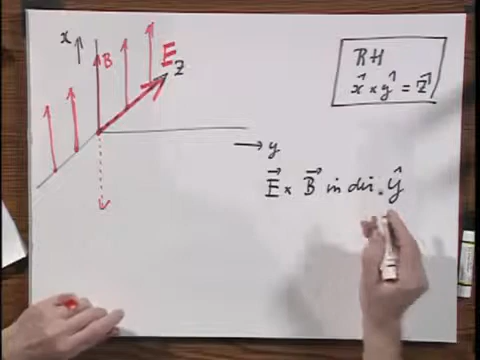 x B E
z
RH
x̂ × ŷ = ẑ
y
E⃗ × B⃗ in dir. ŷ